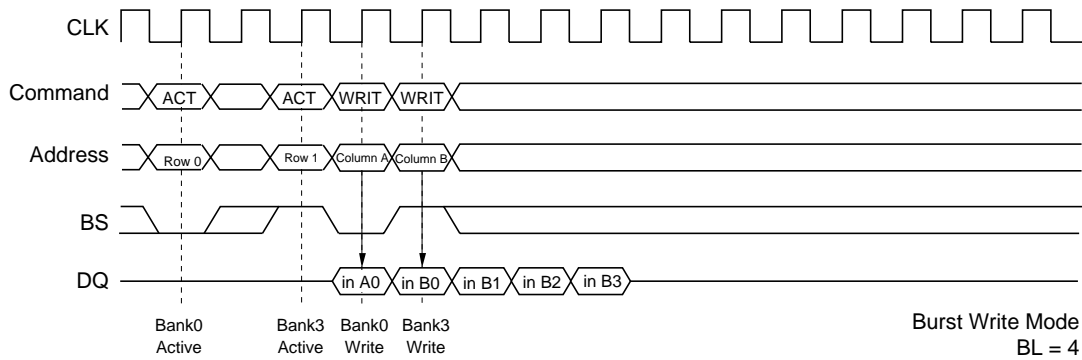 CLK
Command ACT ACT WRIT WRIT
Address Row 0 Row 1 Column A Column B
BS
DQ in A0 in B0 in B1 in B2 in B3
Bank0 Bank3 Bank0 Bank3
Active Active Write Write
Burst Write Mode
BL = 4